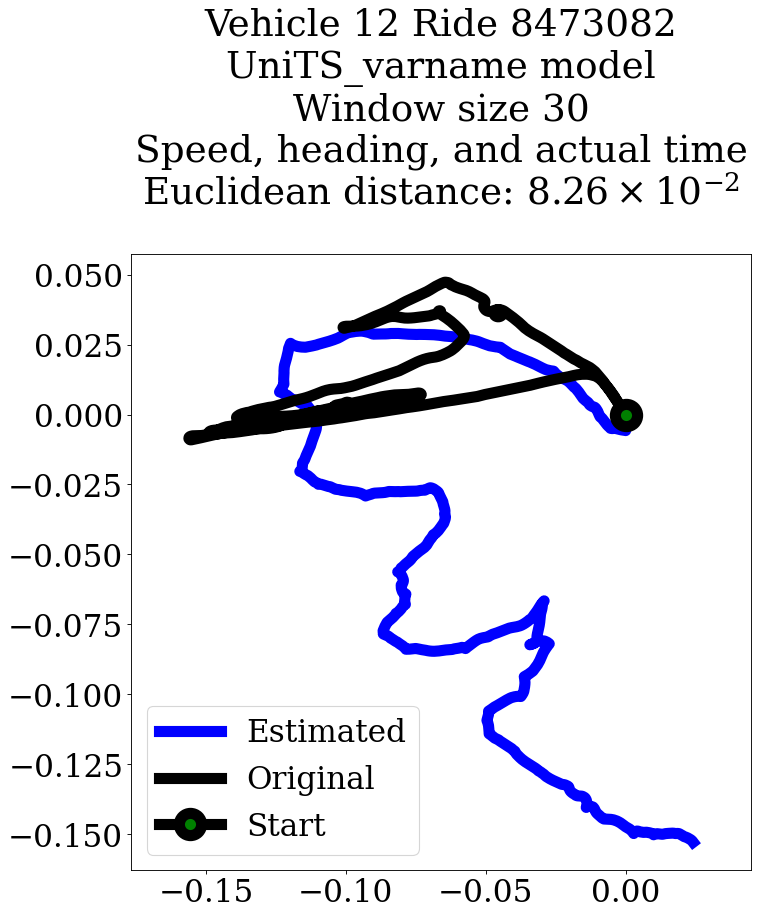 Vehicle 12 Ride 8473082
UniTS_varname model
Window size 30
Speed, heading, and actual time
Euclidean distance: 8.26 × 10⁻²
0.050
0.025
0.000
−0.025
−0.050
−0.075
−0.100
−0.125
−0.150
Estimated
Original
Start
−0.15
−0.10
−0.05
0.00